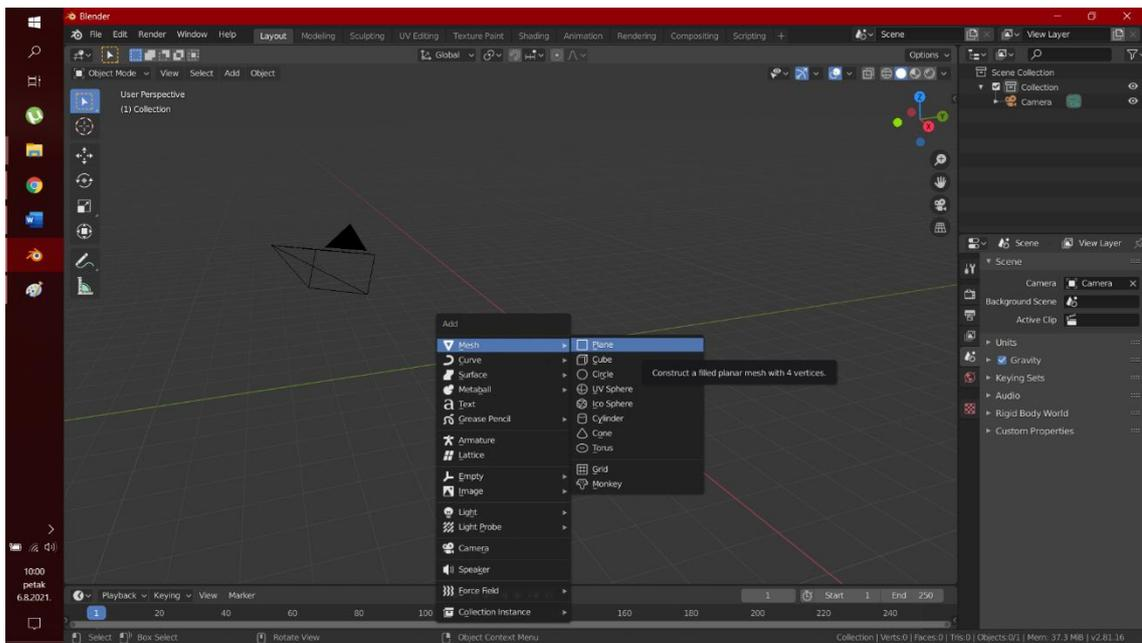 Blender
File Edit Render Window Help Layout Modeling Sculpting UV Editing Texture Paint Shading Animation Rendering Compositing Scripting + Scene View Layer
Global Options
Object Mode View Select Add Object
User Perspective
(1) Collection
Z
Y
X
Scene Collection
Collection
Camera
Scene View Layer
Scene
Camera Camera
Background Scene
Active Clip
Units
Gravity
Keying Sets
Audio
Rigid Body World
Custom Properties
Add
Mesh
Curve
Surface
Metaball
Text
Grease Pencil
Armature
Lattice
Empty
Image
Light
Light Probe
Camera
Speaker
Force Field
Collection Instance
Plane
Cube
Circle
UV Sphere
Ico Sphere
Cylinder
Cone
Torus
Grid
Monkey
Construct a filled planar mesh with 4 vertices.
10:00
petak
6.8.2021.
Playback Keying View Marker 1 Start 1 End 250
1 20 40 60 80 100 160 180 200 220 240
Select Box Select Rotate View Object Context Menu Collection | Verts:0 | Faces:0 | Tris:0 | Objects:0/1 | Mem: 37.3 MiB | v2.81.16